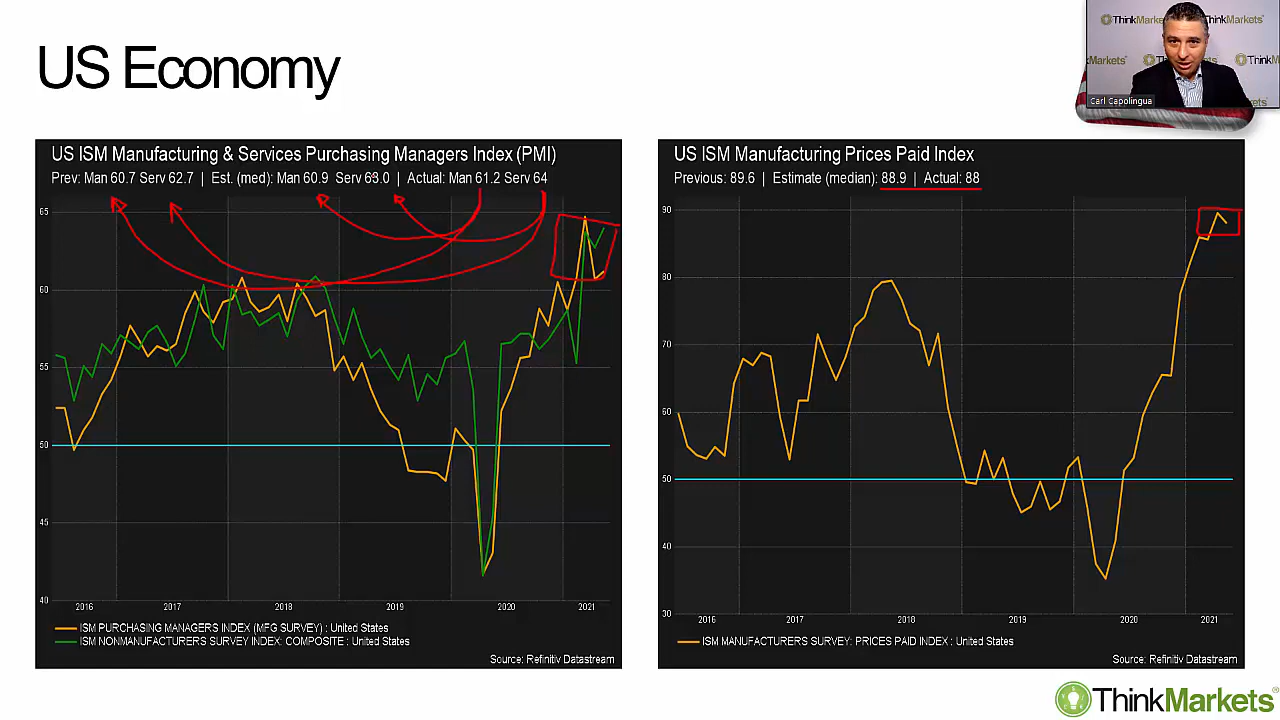 US Economy
ThinkMarkets
Think
Markets
Carl Capolingua
US ISM Manufacturing & Services Purchasing Managers Index (PMI)
Prev: Man 60.7 Serv 62.7 | Est. (med): Man 60.9 Serv 63.0 | Actual: Man 61.2 Serv 64
65
60
55
50
45
40
2016 2017 2018 2019 2020 2021
ISM PURCHASING MANAGERS INDEX (MFG SURVEY) : United States
ISM NONMANUFACTURERS SURVEY INDEX: COMPOSITE : United States
Source: Refinitiv Datastream
US ISM Manufacturing Prices Paid Index
Previous: 89.6 | Estimate (median): 88.9 | Actual: 88
90
80
70
60
50
40
30
2016 2017 2018 2019 2020 2021
ISM MANUFACTURERS SURVEY: PRICES PAID INDEX : United States
Source: Refinitiv Datastream
ThinkMarkets